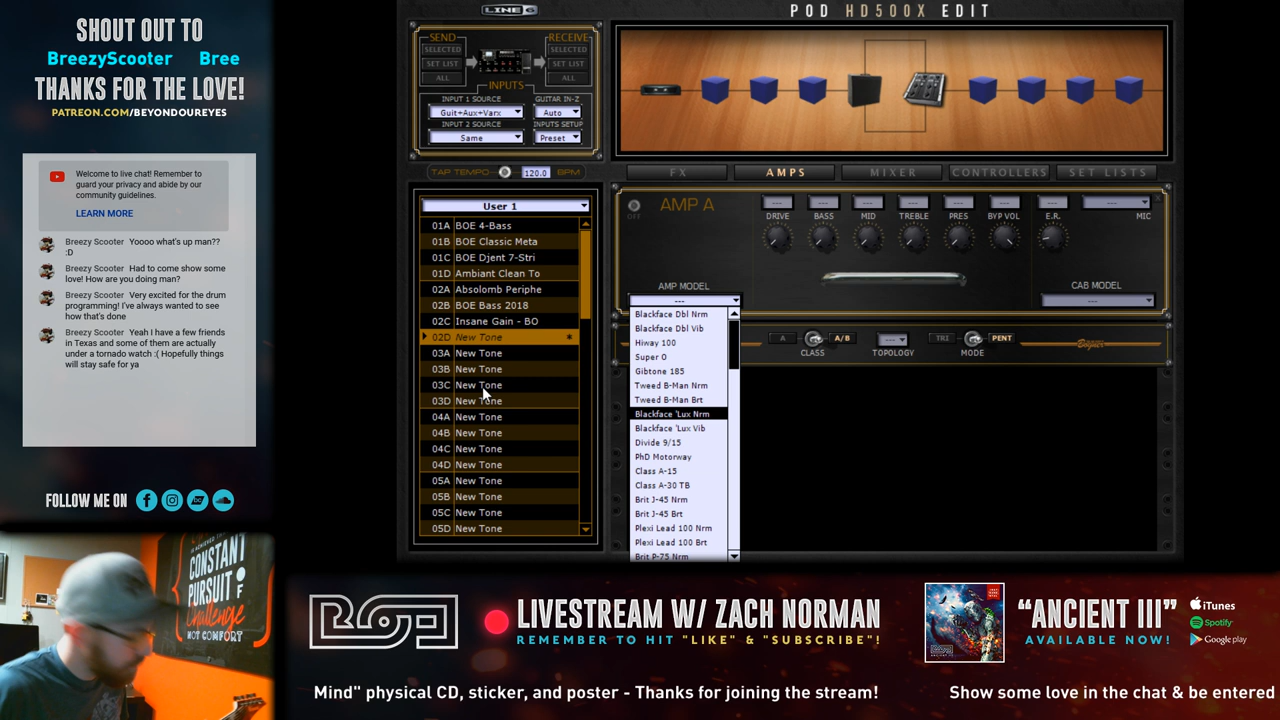 SHOUT OUT TO
BreezyScooter Bree
THANKS FOR THE LOVE!
PATREON.COM/BEYONDOUREYES
Welcome to live chat! Remember to
guard your privacy and abide by our
community guidelines.
LEARN MORE
Breezy Scooter Yoooo what's up man??
:D
Breezy Scooter Had to come show some
love! How are you doing man?
Breezy Scooter Very excited for the drum
programming! I've always wanted to see
how that's done
Breezy Scooter Yeah I have a few friends
in Texas and some of them are actually
under a tornado watch :( Hopefully things
will stay safe for ya
FOLLOW ME ON
CONSTANT
PURSUIT OF
Challenge
NOT COMFORT
LINE 6
POD HD500X EDIT
SEND
SELECTED
SET LIST
ALL
RECEIVE
SELECTED
SET LIST
ALL
INPUTS
INPUT 1 SOURCE GUITAR IN-Z
Guit+Aux+Varx Auto
INPUT 2 SOURCE INPUTS SETUP
Same Preset
TAP TEMPO 120.0 BPM
FX AMPS MIXER CONTROLLERS SET LISTS
User 1
01A BOE 4-Bass
01B BOE Classic Meta
01C BOE Djent 7-Stri
01D Ambiant Clean To
02A Absolomb Periphe
02B BOE Bass 2018
02C Insane Gain - BO
02D New Tone *
03A New Tone
03B New Tone
03C New Tone
03D New Tone
04A New Tone
04B New Tone
04C New Tone
04D New Tone
05A New Tone
05B New Tone
05C New Tone
05D New Tone
OFF
AMP A
--- --- --- --- --- --- --- ---
DRIVE BASS MID TREBLE PRES BYP VOL E.R. MIC
AMP MODEL
---
CAB MODEL
---
Blackface Dbl Nrm
Blackface Dbl Vib
Hiway 100
Super O
Gibtone 185
Tweed B-Man Nrm
Tweed B-Man Brt
Blackface 'Lux Nrm
Blackface 'Lux Vib
Divide 9/15
PhD Motorway
Class A-15
Class A-30 TB
Brit J-45 Nrm
Brit J-45 Brt
Plexi Lead 100 Nrm
Plexi Lead 100 Brt
Brit P-75 Nrm
A A/B --- TRI PENT
CLASS TOPOLOGY MODE
LIVESTREAM W/ ZACH NORMAN
REMEMBER TO HIT "LIKE" & "SUBSCRIBE"!
"ANCIENT III"
AVAILABLE NOW!
iTunes
Spotify
Google play
Mind" physical CD, sticker, and poster - Thanks for joining the stream! Show some love in the chat & be entered